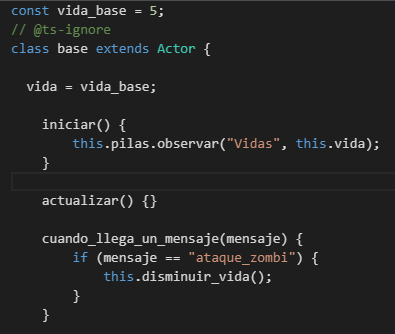 const vida_base = 5;
// @ts-ignore
class base extends Actor {
vida = vida_base;
iniciar() {
this.pilas.observar("Vidas", this.vida);
}
actualizar() {}
cuando_llega_un_mensaje(mensaje) {
if (mensaje == "ataque_zombi") {
this.disminuir_vida();
}
}